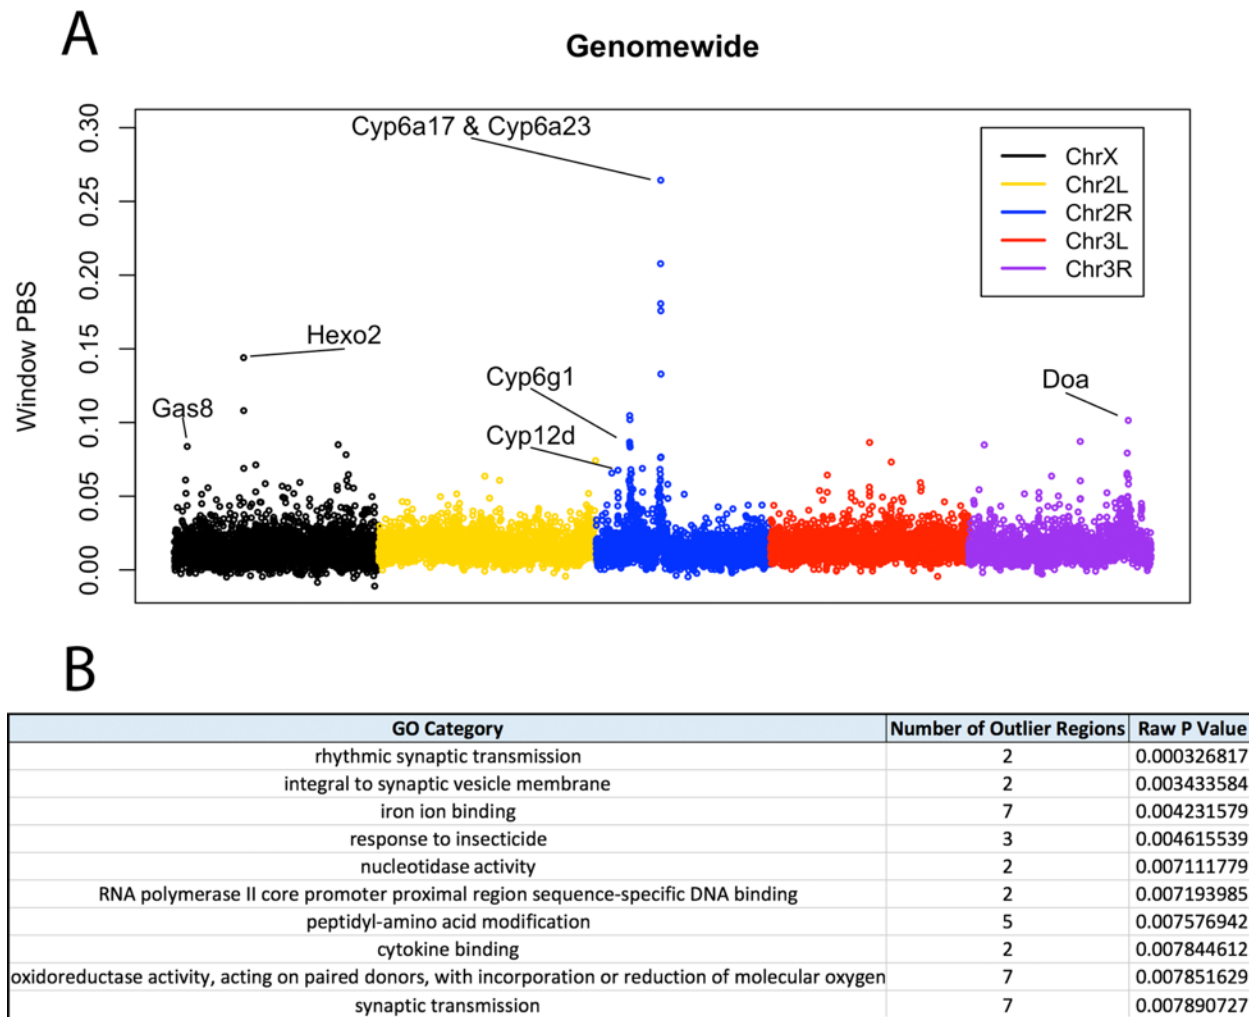 A
Genomewide
Window PBS
0.30
0.25
0.20
0.15
0.10
0.05
0.00
Cyp6a17 & Cyp6a23
Hexo2
Gas8
Cyp6g1
Cyp12d
Doa
ChrX
Chr2L
Chr2R
Chr3L
Chr3R
B
GO Category Number of Outlier Regions Raw P Value
rhythmic synaptic transmission 2 0.000326817
integral to synaptic vesicle membrane 2 0.003433584
iron ion binding 7 0.004231579
response to insecticide 3 0.004615539
nucleotidase activity 2 0.007111779
RNA polymerase II core promoter proximal region sequence-specific DNA binding 2 0.007193985
peptidyl-amino acid modification 5 0.007576942
cytokine binding 2 0.007844612
oxidoreductase activity, acting on paired donors, with incorporation or reduction of molecular oxygen 7 0.007851629
synaptic transmission 7 0.007890727